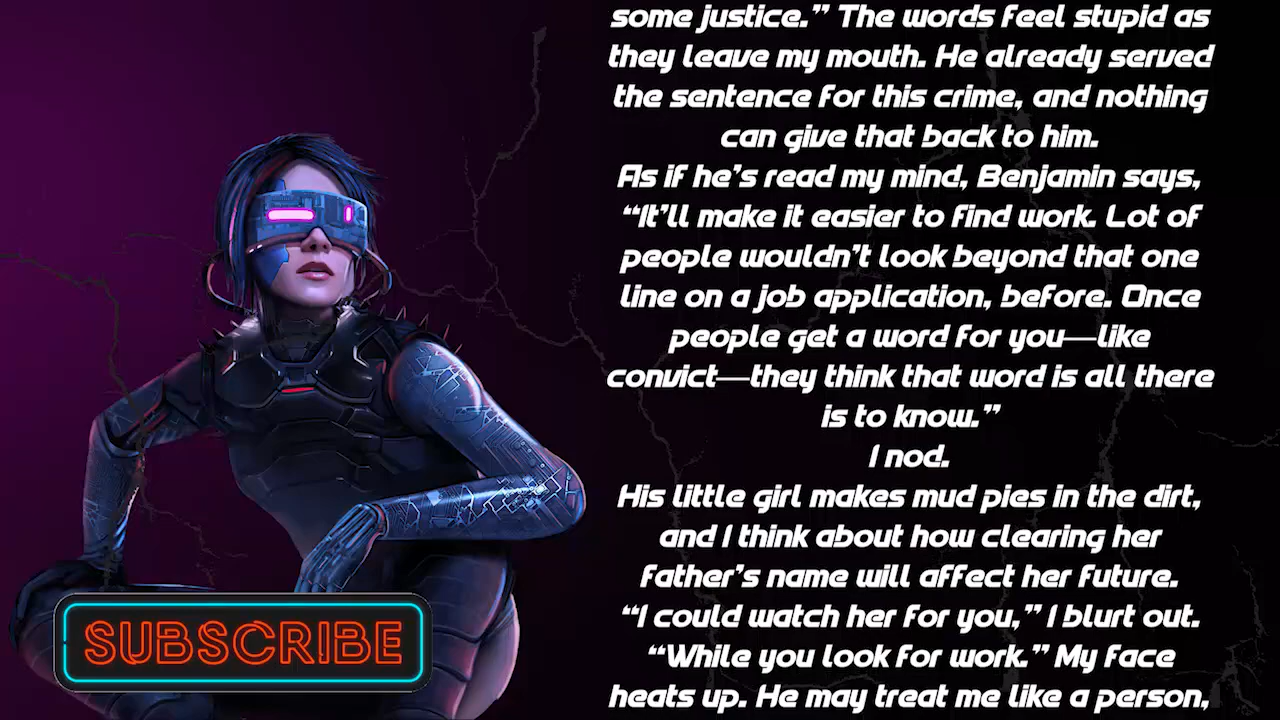 some justice.” The words feel stupid as
they leave my mouth. He already served
the sentence for this crime, and nothing
can give that back to him.
As if he’s read my mind, Benjamin says,
“It’ll make it easier to find work. Lot of
people wouldn’t look beyond that one
line on a job application, before. Once
people get a word for you—like
convict—they think that word is all there
is to know.”
I nod.
His little girl makes mud pies in the dirt,
and I think about how clearing her
father’s name will affect her future.
“I could watch her for you,” I blurt out.
“While you look for work.” My face
heats up. He may treat me like a person,
SUBSCRIBE